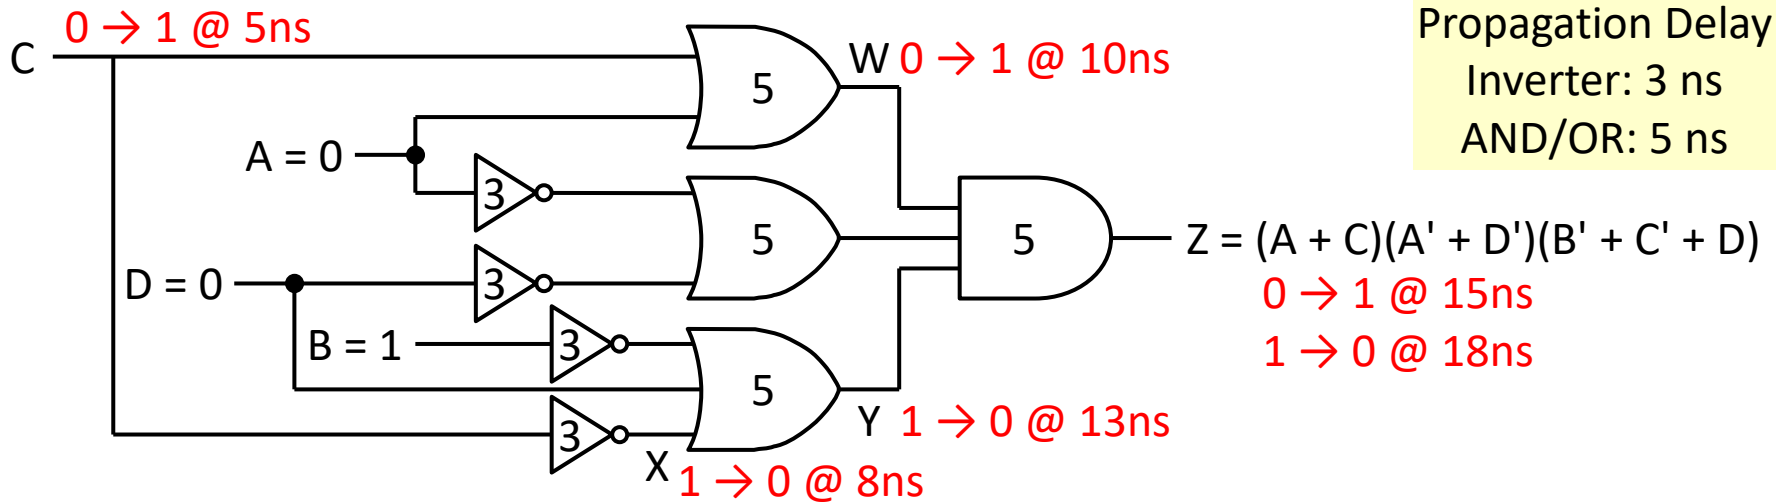 0 → 1 @ 5ns
Propagation Delay
Inverter: 3 ns
AND/OR: 5 ns
C
5
W 0 → 1 @ 10ns
A = 0
3
5
5
Z = (A + C)(A' + D')(B' + C' + D)
0 → 1 @ 15ns
1 → 0 @ 18ns
D = 0
3
B = 1
3
5
Y 1 → 0 @ 13ns
3
X 1 → 0 @ 8ns